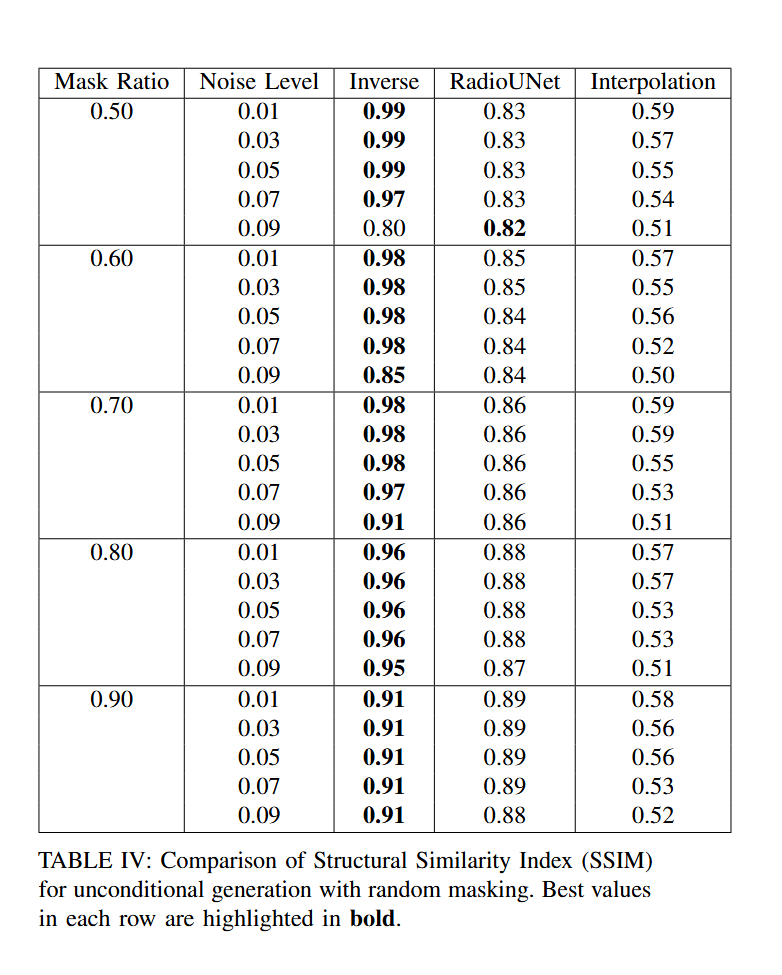 Mask Ratio Noise Level Inverse RadioUNet Interpolation
0.50 0.01 0.99 0.83 0.59
0.03 0.99 0.83 0.57
0.05 0.99 0.83 0.55
0.07 0.97 0.83 0.54
0.09 0.80 0.82 0.51
0.60 0.01 0.98 0.85 0.57
0.03 0.98 0.85 0.55
0.05 0.98 0.84 0.56
0.07 0.98 0.84 0.52
0.09 0.85 0.84 0.50
0.70 0.01 0.98 0.86 0.59
0.03 0.98 0.86 0.59
0.05 0.98 0.86 0.55
0.07 0.97 0.86 0.53
0.09 0.91 0.86 0.51
0.80 0.01 0.96 0.88 0.57
0.03 0.96 0.88 0.57
0.05 0.96 0.88 0.53
0.07 0.96 0.88 0.53
0.09 0.95 0.87 0.51
0.90 0.01 0.91 0.89 0.58
0.03 0.91 0.89 0.56
0.05 0.91 0.89 0.56
0.07 0.91 0.89 0.53
0.09 0.91 0.88 0.52
TABLE IV: Comparison of Structural Similarity Index (SSIM)
for unconditional generation with random masking. Best values
in each row are highlighted in bold.